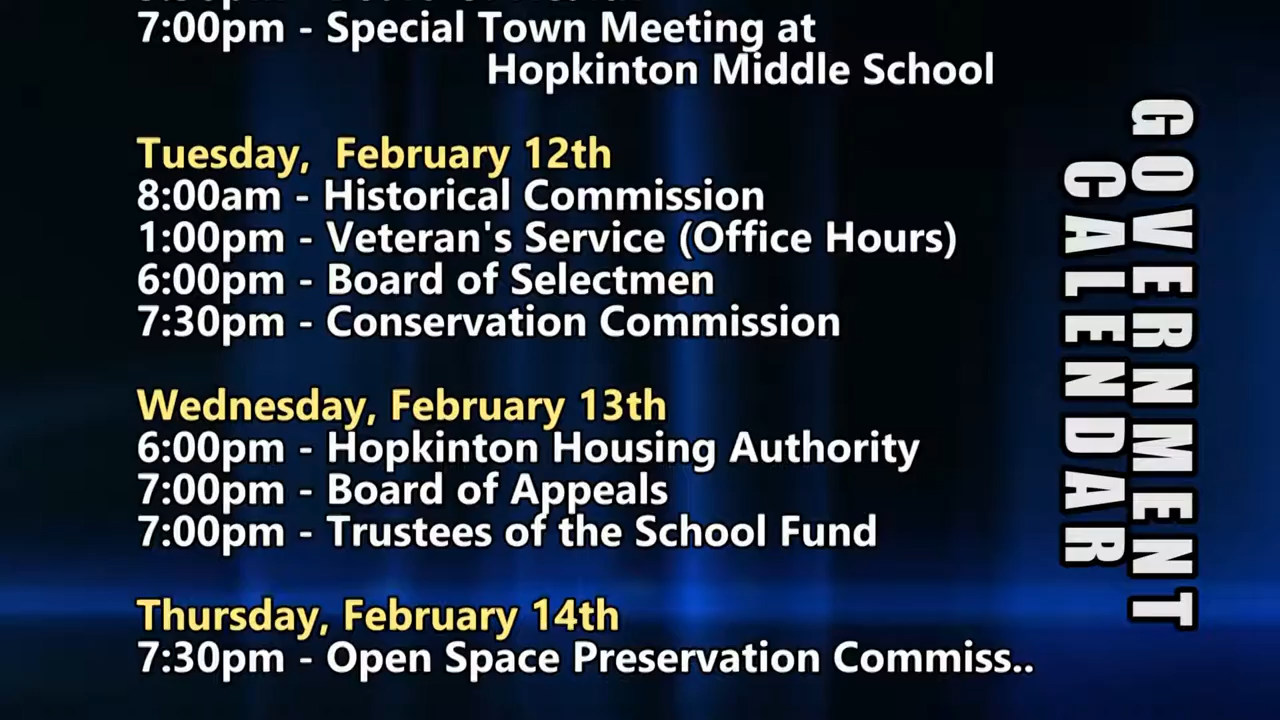 7:00pm - Special Town Meeting at
Hopkinton Middle School
Tuesday, February 12th
8:00am - Historical Commission
1:00pm - Veteran's Service (Office Hours)
6:00pm - Board of Selectmen
7:30pm - Conservation Commission
Wednesday, February 13th
6:00pm - Hopkinton Housing Authority
7:00pm - Board of Appeals
7:00pm - Trustees of the School Fund
Thursday, February 14th
7:30pm - Open Space Preservation Commiss..
GOVERNMENT
CALENDAR